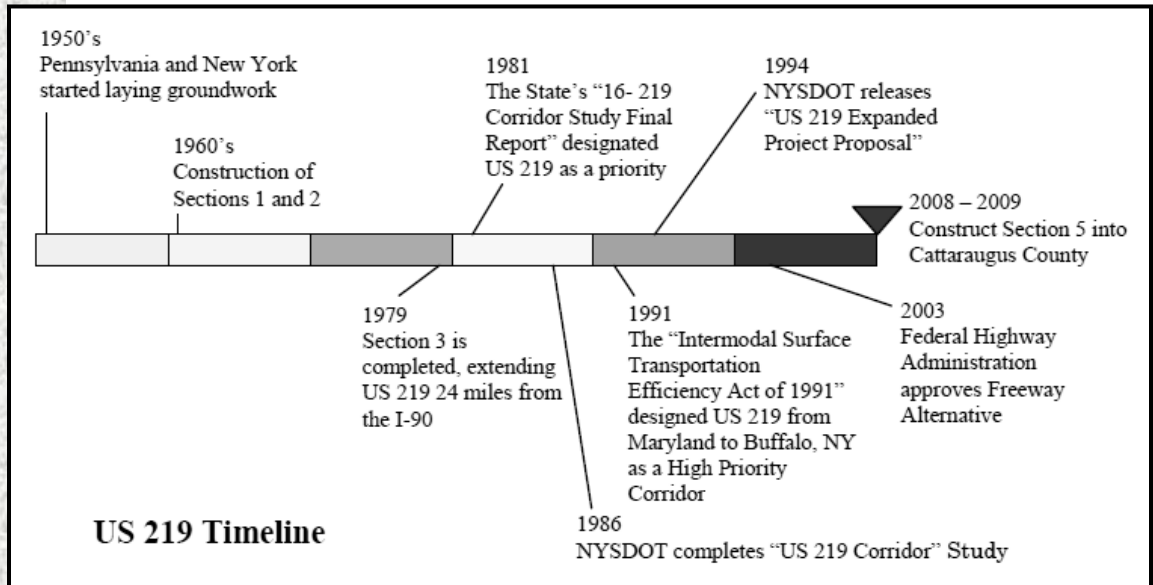 1950's
Pennsylvania and New York
started laying groundwork
1960's
Construction of
Sections 1 and 2
1981
The State's “16- 219
Corridor Study Final
Report” designated
US 219 as a priority
1994
NYSDOT releases
“US 219 Expanded
Project Proposal”
2008 – 2009
Construct Section 5 into
Cattaraugus County
1979
Section 3 is
completed, extending
US 219 24 miles from
the I-90
1991
The “Intermodal Surface
Transportation
Efficiency Act of 1991”
designed US 219 from
Maryland to Buffalo, NY
as a High Priority
Corridor
2003
Federal Highway
Administration
approves Freeway
Alternative
1986
NYSDOT completes “US 219 Corridor” Study
US 219 Timeline